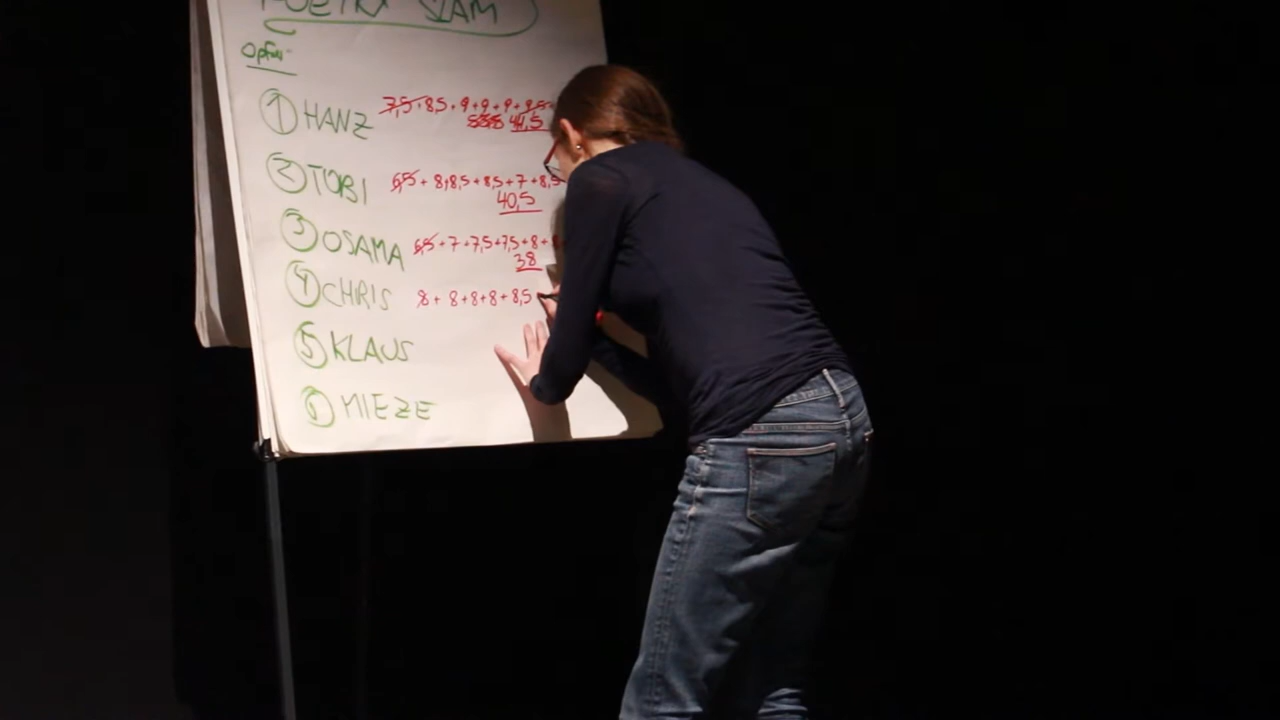 POETRY SLAM
Opfer
1 HANZ 7,5 + 8,5 + 9 + 9 + 9 + 9,5
44,5
2 TOBI 6,5 + 8 + 8,5 + 8,5 + 7 + 8,5
40,5
3 OSAMA 6,5 + 7 + 7,5 + 7,5 + 8 + 8
38
4 CHRIS 8 + 8 + 8 + 8 + 8,5
5 KLAUS
6 MIEZE